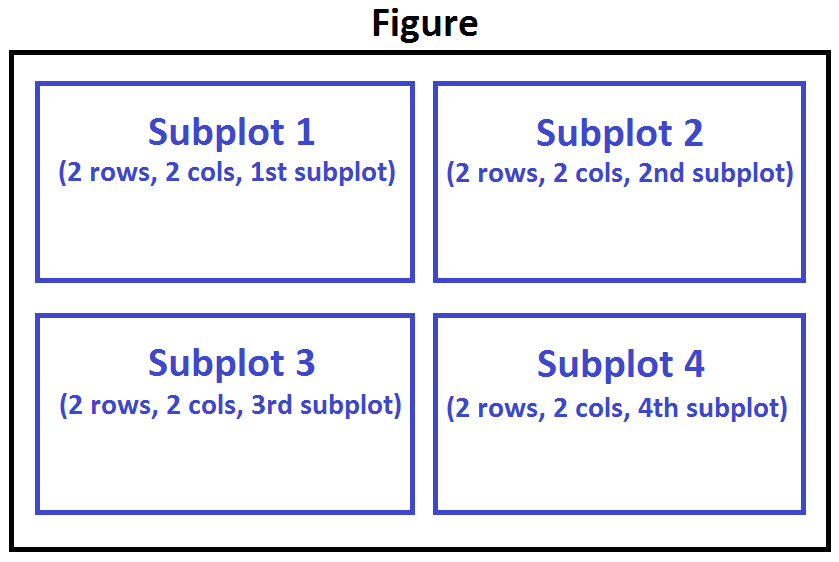 Figure
Subplot 1
(2 rows, 2 cols, 1st subplot)
Subplot 2
(2 rows, 2 cols, 2nd subplot)
Subplot 3
(2 rows, 2 cols, 3rd subplot)
Subplot 4
(2 rows, 2 cols, 4th subplot)